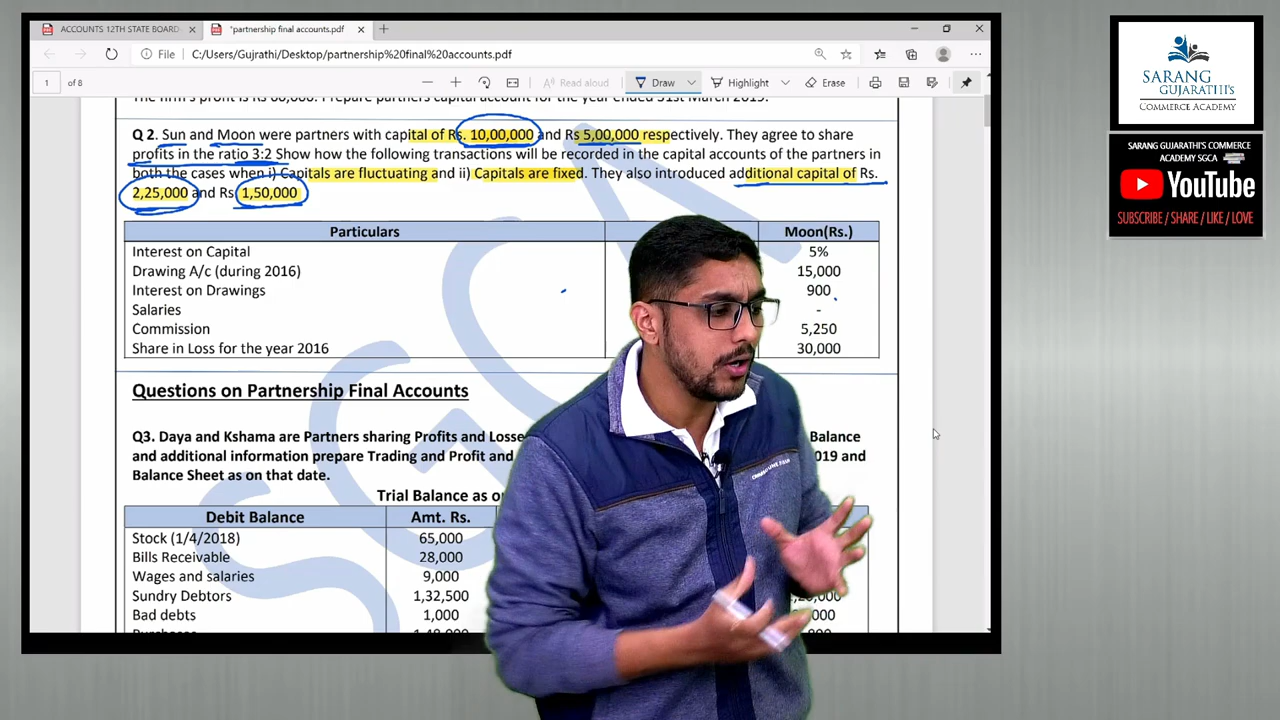 ACCOUNTS 12TH STATE BOARD
*partnership final accounts.pdf
File C:/Users/Gujrathi/Desktop/partnership%20final%20accounts.pdf
1 of 8
Read aloud
Draw
Highlight
Erase
Q 2. Sun and Moon were partners with capital of Rs. 10,00,000 and Rs 5,00,000 respectively. They agree to share
profits in the ratio 3:2 Show how the following transactions will be recorded in the capital accounts of the partners in
both the cases when i) Capitals are fluctuating and ii) Capitals are fixed. They also introduced additional capital of Rs.
2,25,000 and Rs 1,50,000
Particulars Moon(Rs.)
Interest on Capital 5%
Drawing A/c (during 2016) 15,000
Interest on Drawings 900
Salaries -
Commission 5,250
Share in Loss for the year 2016 30,000
Questions on Partnership Final Accounts
Q3. Daya and Kshama are Partners sharing Profits and Losse Balance
and additional information prepare Trading and Profit and 2019 and
Balance Sheet as on that date.
Trial Balance as o
Debit Balance Amt. Rs.
Stock (1/4/2018) 65,000
Bills Receivable 28,000
Wages and salaries 9,000
Sundry Debtors 1,32,500
Bad debts 1,000
SGCA
SARANG
GUJARATHI'S
COMMERCE ACADEMY
SARANG GUJARATHI'S COMMERCE
ACADEMY SGCA
YouTube
SUBSCRIBE / SHARE / LIKE / LOVE